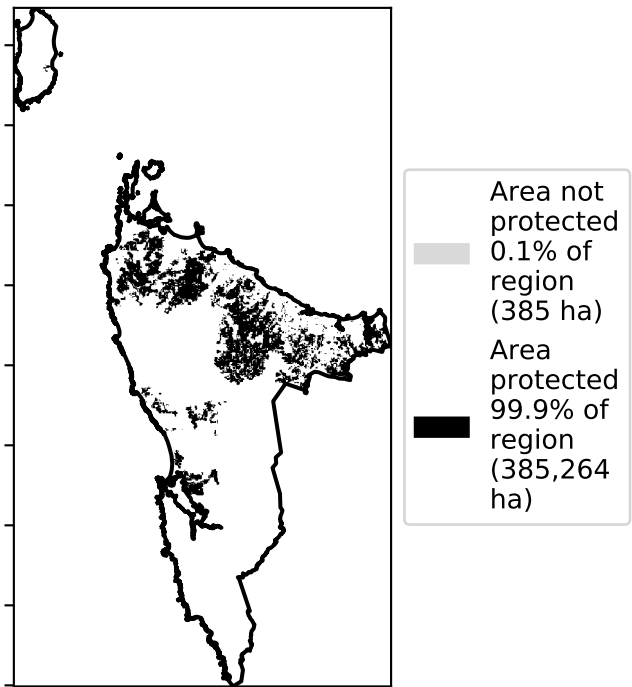 Area not
protected
0.1% of
region
(385 ha)
Area
protected
99.9% of
region
(385,264
ha)